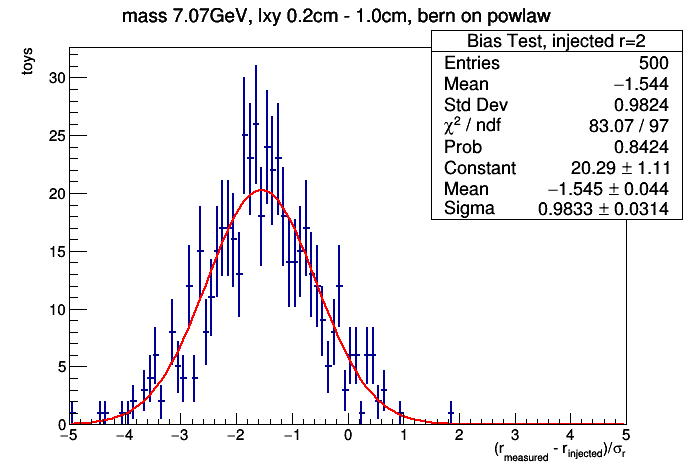 mass 7.07GeV, lxy 0.2cm - 1.0cm, bern on powlaw
toys
Bias Test, injected r=2
Entries 500
Mean −1.544
Std Dev 0.9824
χ² / ndf 83.07 / 97
Prob 0.8424
Constant 20.29 ± 1.11
Mean −1.545 ± 0.044
Sigma 0.9833 ± 0.0314
30
25
20
15
10
5
0
−5 −4 −3 −2 −1 0 1 2 3 4 5
(r_measured - r_injected)/σ_r